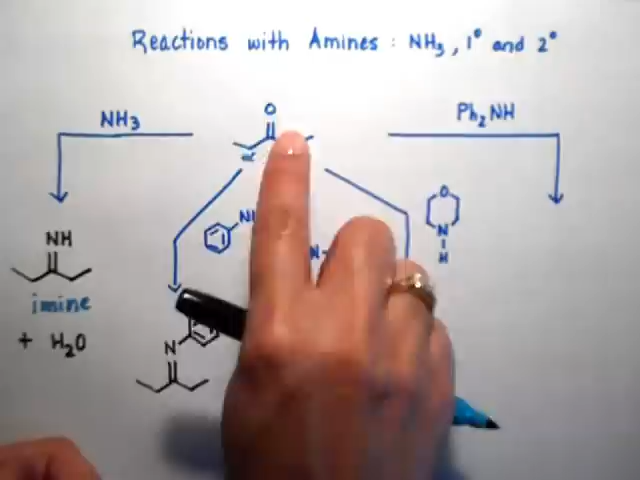 Reactions with Amines : NH3, 1° and 2°
NH3
O
Ph2NH
α
N
O
N
H
NH
imine
+ H2O
N
N